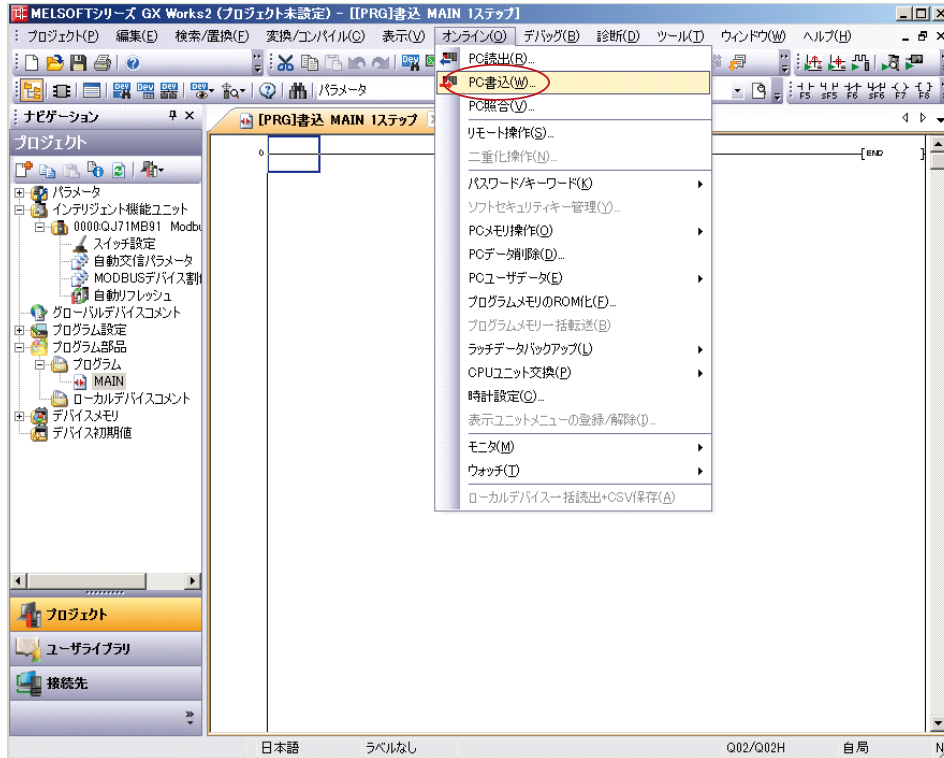 MELSOFTシリーズ GX Works2 (プロジェクト未設定) - [[PRG]書込 MAIN 1ステップ]
プロジェクト(P) 編集(E) 検索/置換(F) 変換/コンパイル(C) 表示(V) オンライン(O) デバッグ(B) 診断(D) ツール(T) ウィンドウ(W) ヘルプ(H)
パラメータ
F5 sF5 F6 sF6 F7 F8
ナビゲーション
[PRG]書込 MAIN 1ステップ
プロジェクト
パラメータ
インテリジェント機能ユニット
0000:QJ71MB91 Modbu
スイッチ設定
自動交信パラメータ
MODBUSデバイス割
自動リフレッシュ
グローバルデバイスコメント
プログラム設定
プログラム部品
プログラム
MAIN
ローカルデバイスコメント
デバイスメモリ
デバイス初期値
プロジェクト
ユーザライブラリ
接続先
0
[END ]
PC読出(R)...
PC書込(W)...
PC照合(V)...
リモート操作(S)...
二重化操作(N)...
パスワード/キーワード(K)
ソフトセキュリティキー管理(Y)...
PCメモリ操作(O)
PCデータ削除(D)...
PCユーザデータ(E)
プログラムメモリのROM化(F)...
プログラムメモリ一括転送(B)
ラッチデータバックアップ(L)
CPUユニット交換(P)
時計設定(C)...
表示ユニットメニューの登録/解除(I)...
モニタ(M)
ウォッチ(T)
ローカルデバイス一括読出+CSV保存(A)
日本語 ラベルなし Q02/Q02H 自局 N